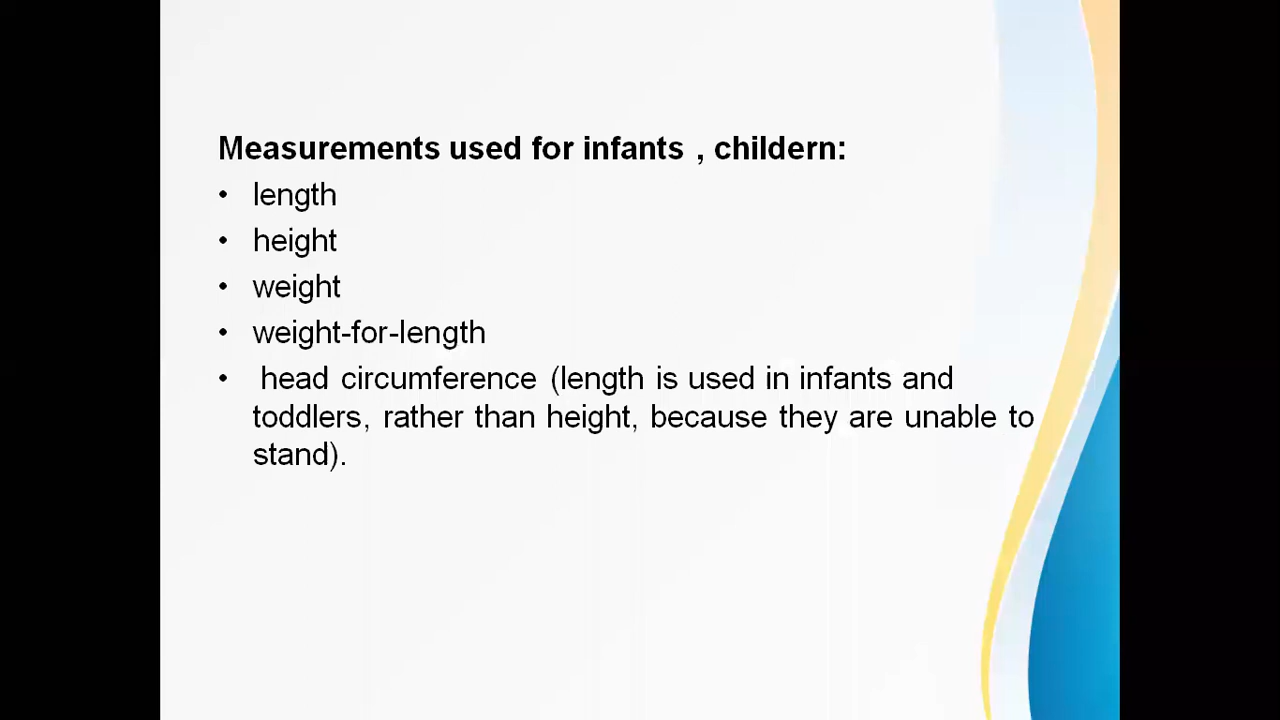 Measurements used for infants , childern:
• length
• height
• weight
• weight-for-length
• head circumference (length is used in infants and
toddlers, rather than height, because they are unable to
stand).